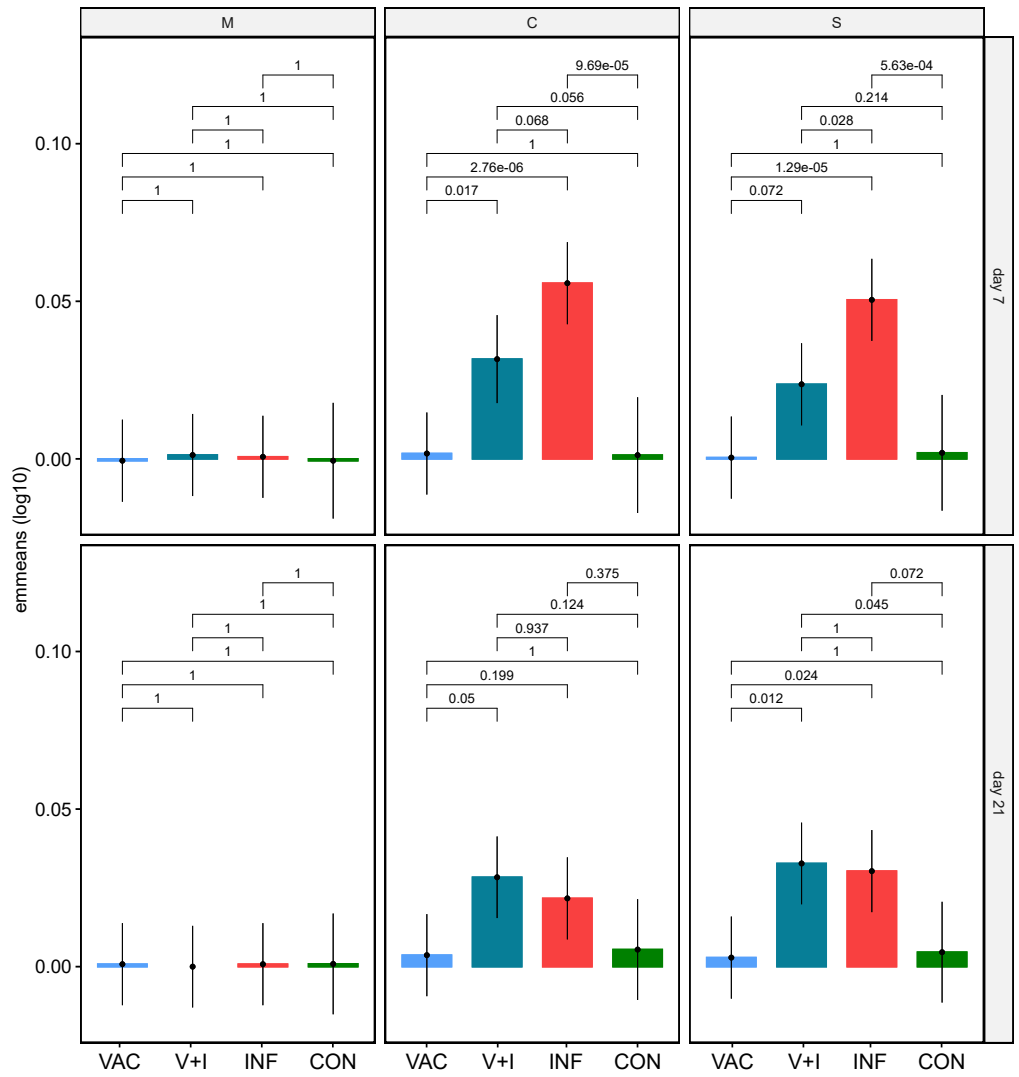 M
C
S
1
1
1
1
1
1
9.69e-05
0.056
0.068
1
2.76e-06
0.017
5.63e-04
0.214
0.028
1
1.29e-05
0.072
0.10
0.05
0.00
day 7
emmeans (log10)
1
1
1
1
1
1
0.375
0.124
0.937
1
0.199
0.05
0.072
0.045
1
1
0.024
0.012
0.10
0.05
0.00
day 21
VAC V+I INF CON
VAC V+I INF CON
VAC V+I INF CON